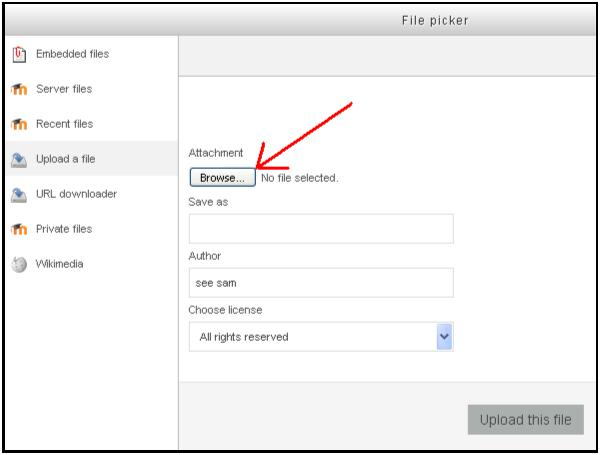 File picker
Embedded files
Server files
Recent files
Upload a file
URL downloader
Private files
Wikimedia
Attachment
Browse... No file selected.
Save as
Author
see sam
Choose license
All rights reserved
Upload this file